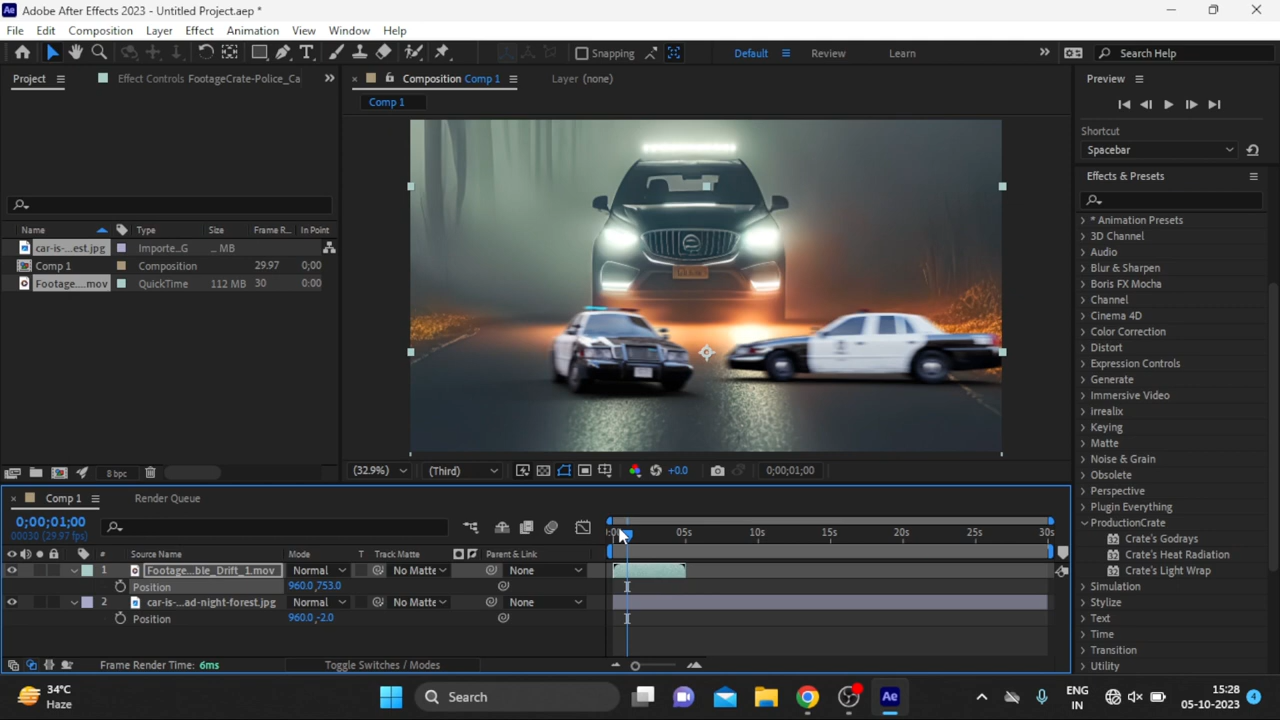 Ae Adobe After Effects 2023 - Untitled Project.aep *
File Edit Composition Layer Effect Animation View Window Help
Snapping Default Review Learn Search Help
Project Effect Controls FootageCrate-Police_Ca
Composition Comp 1 Layer (none)
Comp 1
Name Type Size Frame R... In Point
car-is-...est.jpg Importe...G ... MB
Comp 1 Composition 29.97 0;00
Footage....mov QuickTime 112 MB 30 0:00
8 bpc
(32.9%) (Third) +0.0 0;00;01;00
Preview
Shortcut
Spacebar
Effects & Presets
* Animation Presets
3D Channel
Audio
Blur & Sharpen
Boris FX Mocha
Channel
Cinema 4D
Color Correction
Distort
Expression Controls
Generate
Immersive Video
irrealix
Keying
Matte
Noise & Grain
Obsolete
Perspective
Plugin Everything
ProductionCrate
Crate's Godrays
Crate's Heat Radiation
Crate's Light Wrap
Simulation
Stylize
Text
Time
Transition
Utility
Comp 1 Render Queue
0;00;01;00
00030 (29.97 fps)
:00s 05s 10s 15s 20s 25s 30s
# Source Name Mode T Track Matte Parent & Link
1 Footage...ble_Drift_1.mov Normal No Matte None
Position 960.0,753.0
2 car-is-...ad-night-forest.jpg Normal No Matte None
Position 960.0,-2.0
Frame Render Time: 6ms Toggle Switches / Modes
34°C
Haze
Search
Ae
ENG
IN
15:28
05-10-2023
4